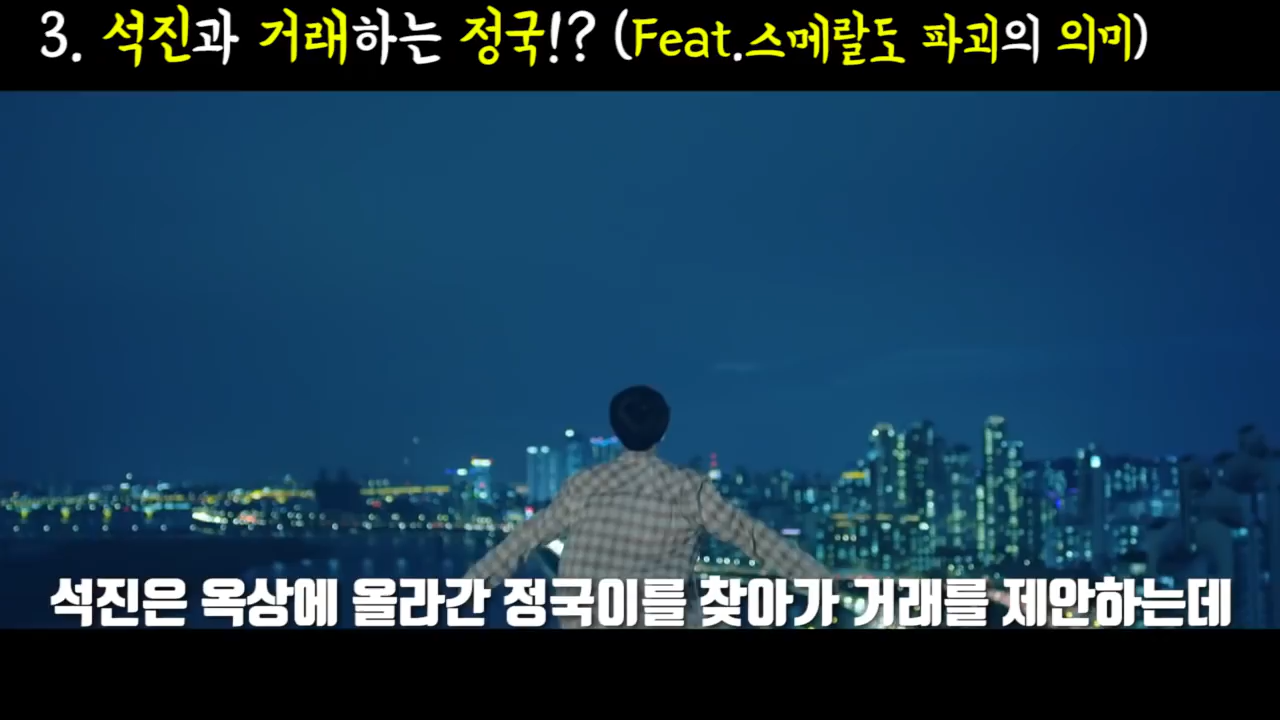 3. 석진과 거래하는 정국!? (Feat.스메랄도 파괴의 의미)
석진은 옥상에 올라간 정국이를 찾아가 거래를 제안하는데